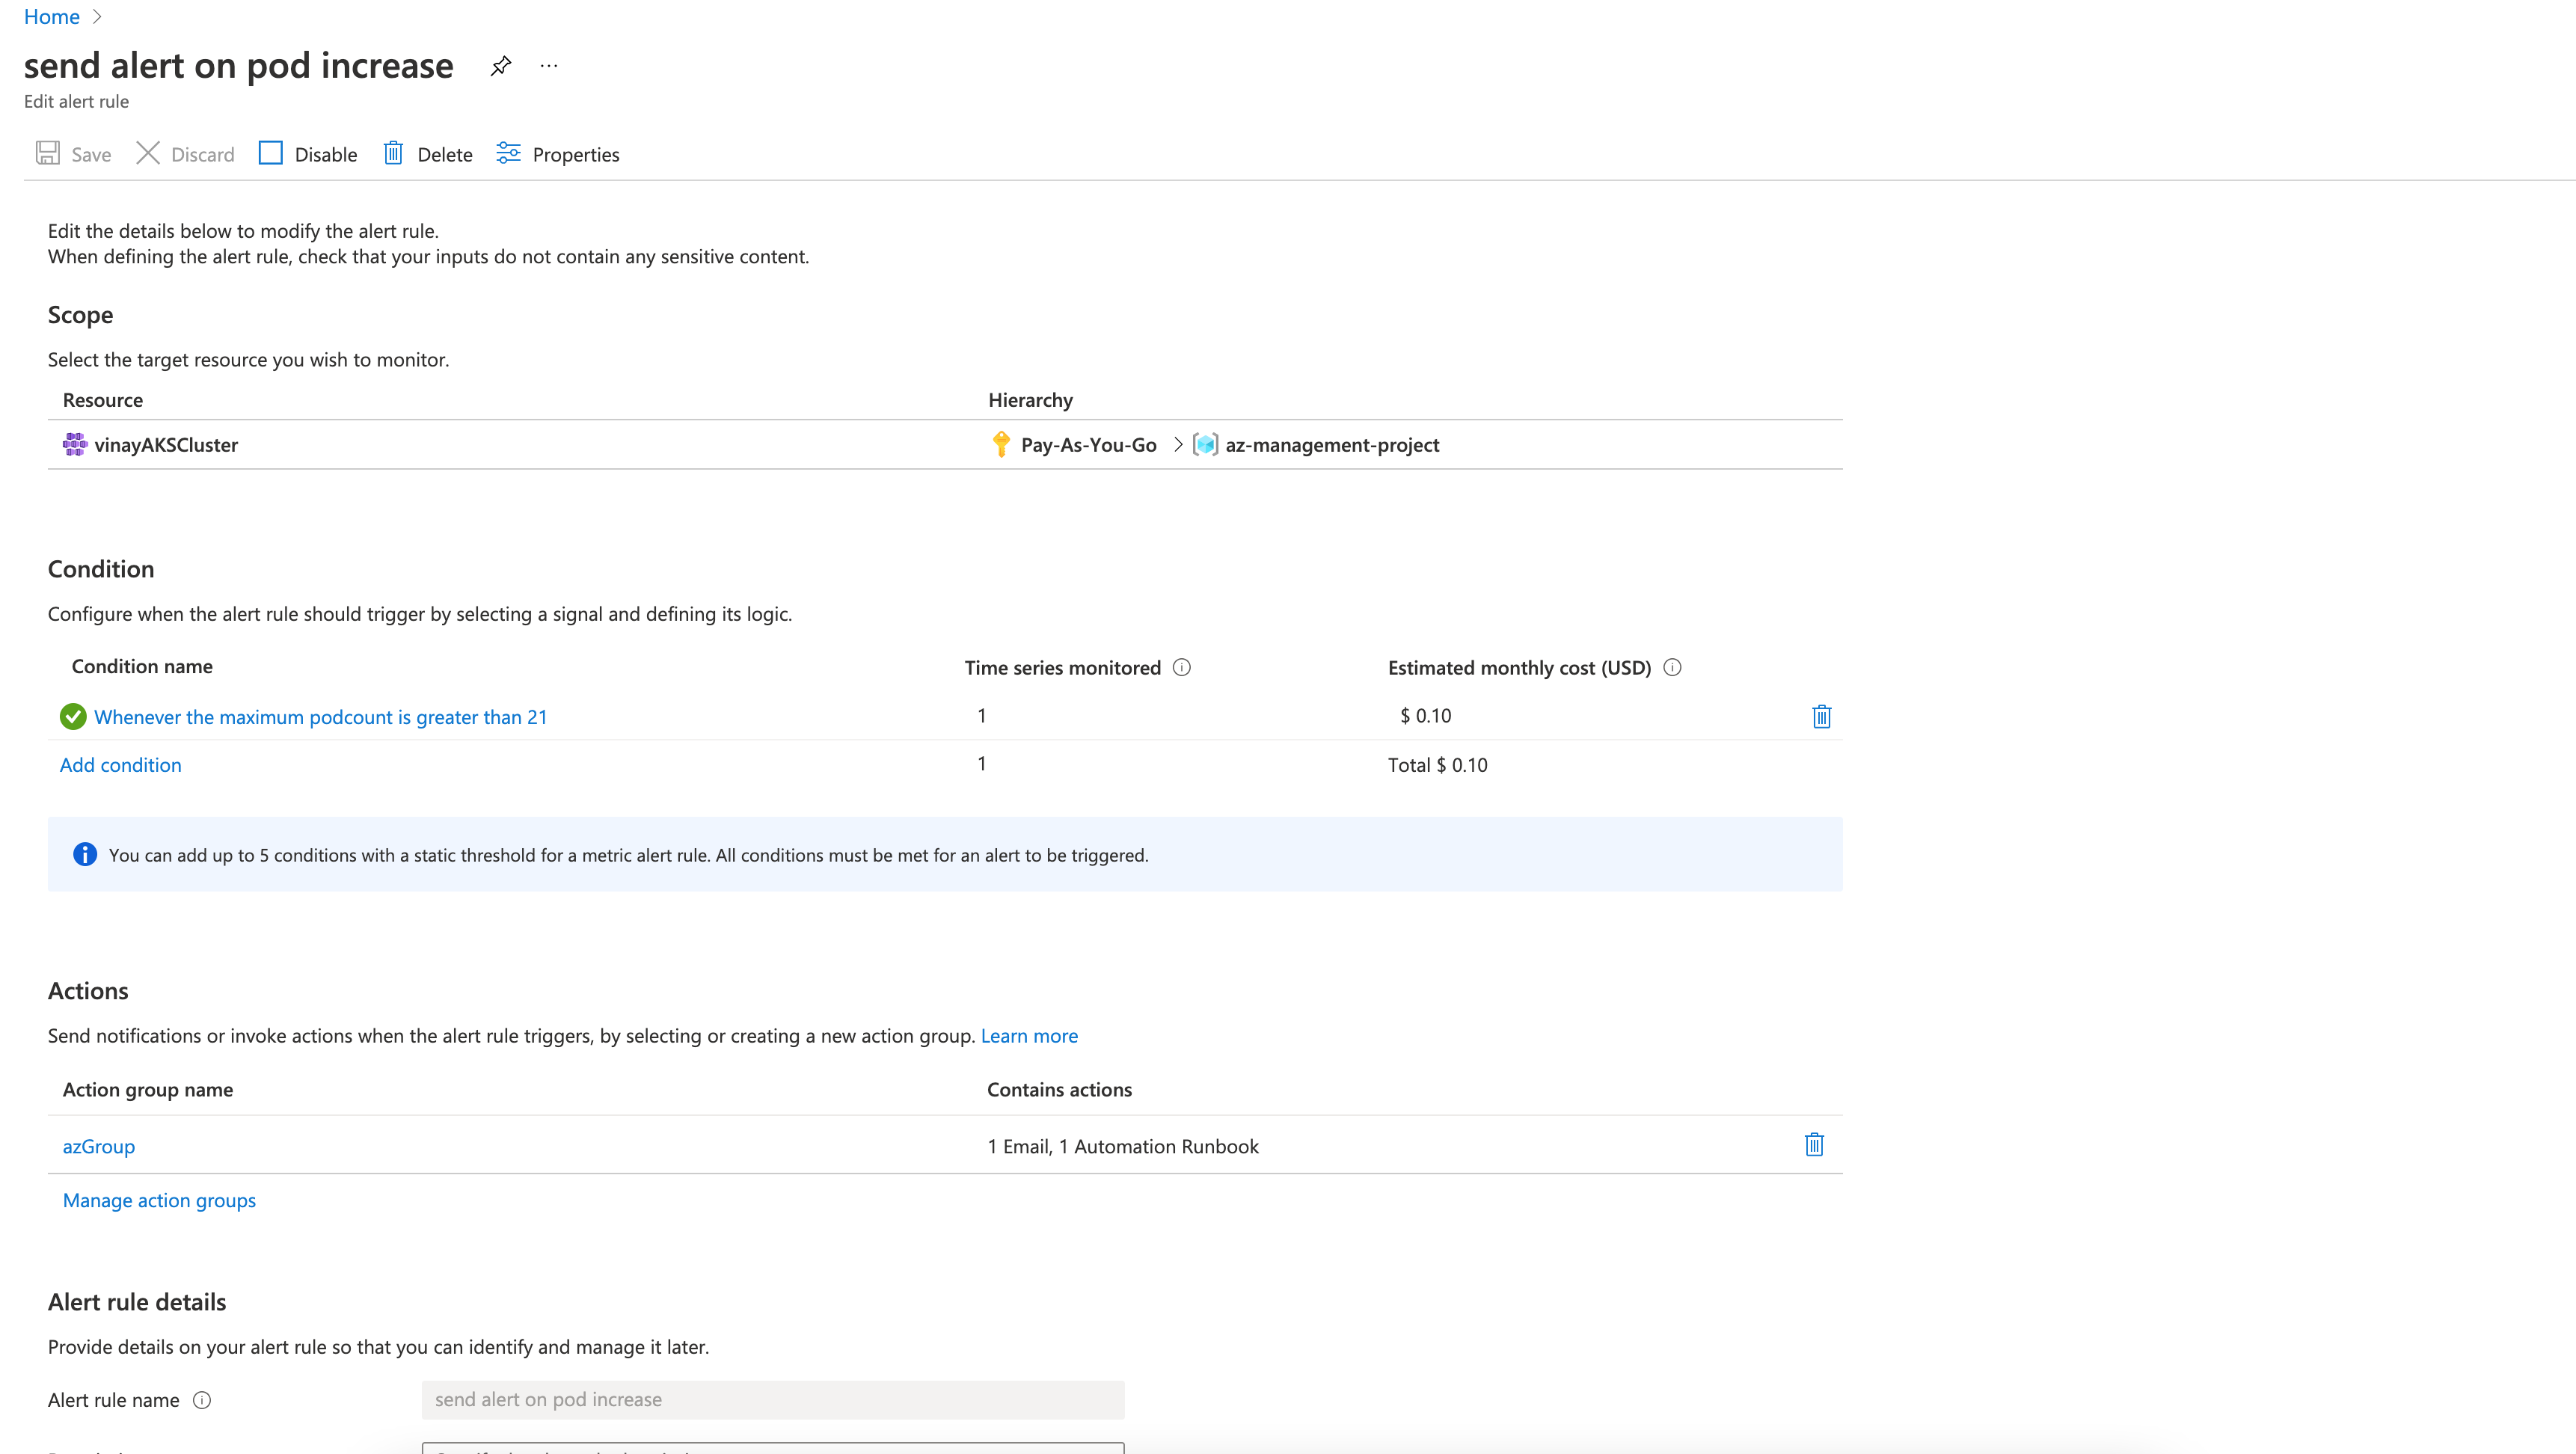 Home
send alert on pod increase ...
Edit alert rule
Save Discard Disable Delete Properties
Edit the details below to modify the alert rule.
When defining the alert rule, check that your inputs do not contain any sensitive content.
Scope
Select the target resource you wish to monitor.
Resource Hierarchy
vinayAKSCluster Pay-As-You-Go > az-management-project
Condition
Configure when the alert rule should trigger by selecting a signal and defining its logic.
Condition name Time series monitored Estimated monthly cost (USD)
Whenever the maximum podcount is greater than 21 1 $ 0.10
Add condition 1 Total $ 0.10
You can add up to 5 conditions with a static threshold for a metric alert rule. All conditions must be met for an alert to be triggered.
Actions
Send notifications or invoke actions when the alert rule triggers, by selecting or creating a new action group. Learn more
Action group name Contains actions
azGroup 1 Email, 1 Automation Runbook
Manage action groups
Alert rule details
Provide details on your alert rule so that you can identify and manage it later.
Alert rule name send alert on pod increase